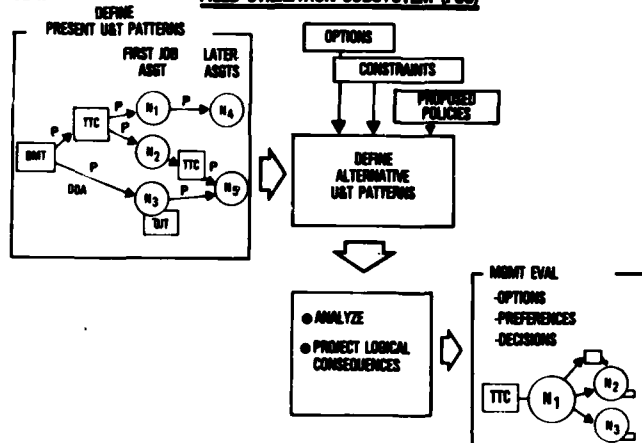 DEFINE
PRESENT U&T PATTERNS
FIRST JOB
ASGT
LATER
ASGTS
P
N1
P
N4
TTC
P
P
N2
TTC
P
BMT
P
N5
DDA
N3
P
OJT
OPTIONS
CONSTRAINTS
PROPOSED
POLICIES
DEFINE
ALTERNATIVE
U&T PATTERNS
● ANALYZE
● PROJECT LOGICAL
CONSEQUENCES
MGMT EVAL
-OPTIONS
-PREFERENCES
-DECISIONS
TTC
N1
N2
N3